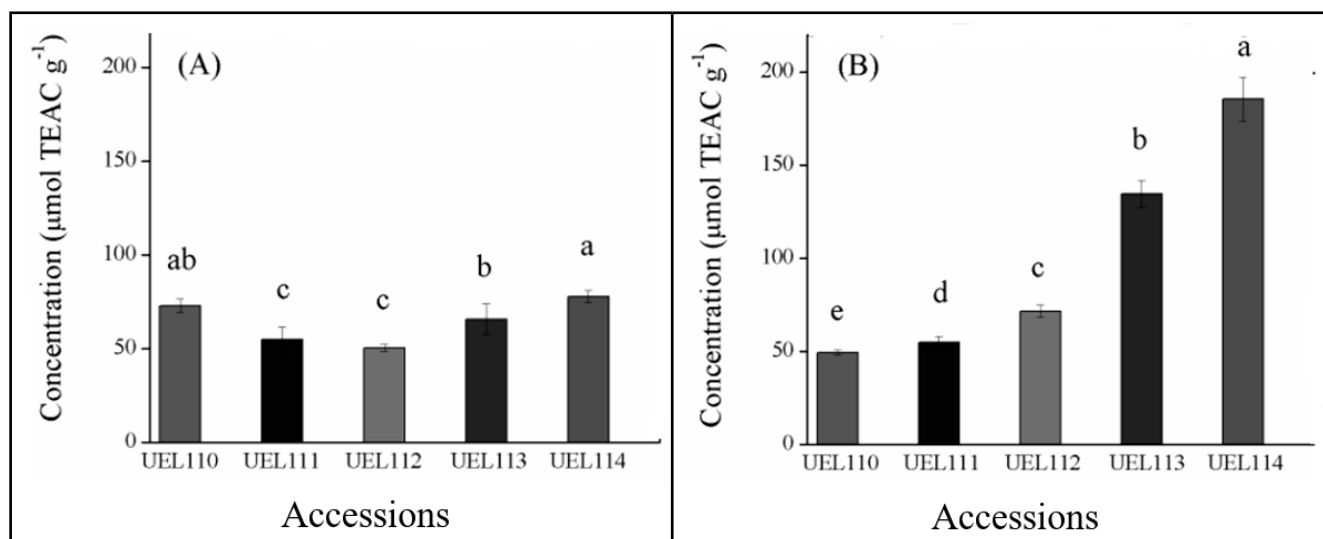 (A)
Concentration (µmol TEAC g⁻¹)
200
150
100
50
0
ab
c
c
b
a
UEL110 UEL111 UEL112 UEL113 UEL114
Accessions
(B)
Concentration (µmol TEAC g⁻¹)
200
150
100
50
0
e
d
c
b
a
UEL110 UEL111 UEL112 UEL113 UEL114
Accessions